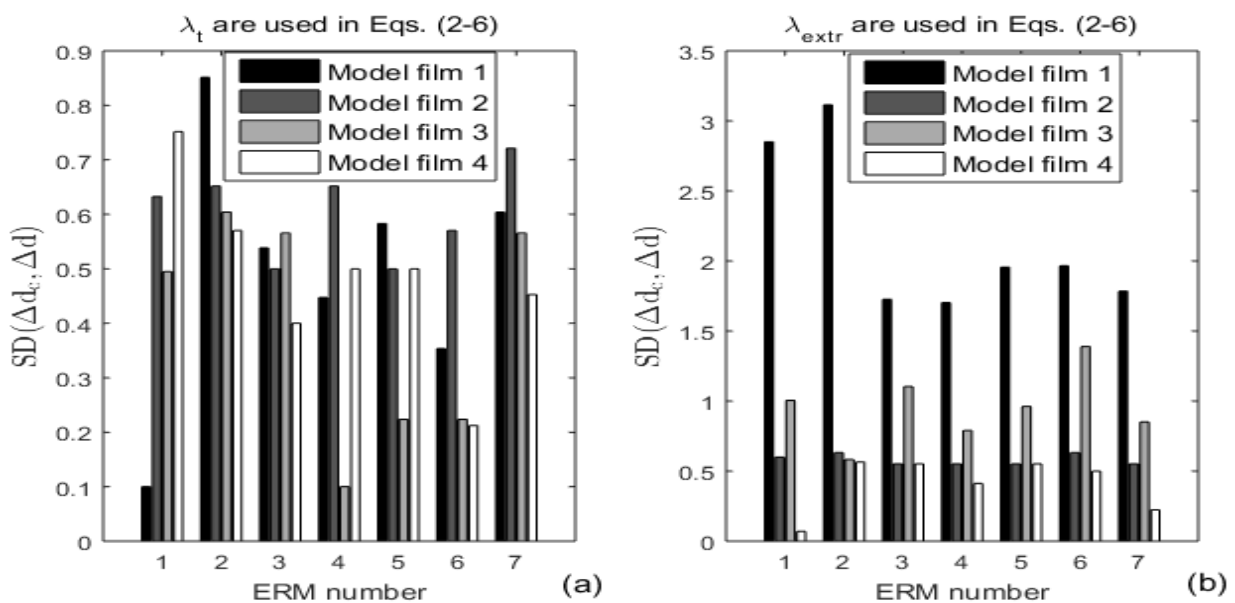 λt are used in Eqs. (2-6)
0.9
0.8
0.7
0.6
0.5
0.4
0.3
0.2
0.1
0
SD(Δdc, Δd)
Model film 1
Model film 2
Model film 3
Model film 4
1 2 3 4 5 6 7
ERM number
(a)
λextr are used in Eqs. (2-6)
3.5
3
2.5
2
1.5
1
0.5
0
SD(Δdc, Δd)
Model film 1
Model film 2
Model film 3
Model film 4
1 2 3 4 5 6 7
ERM number
(b)